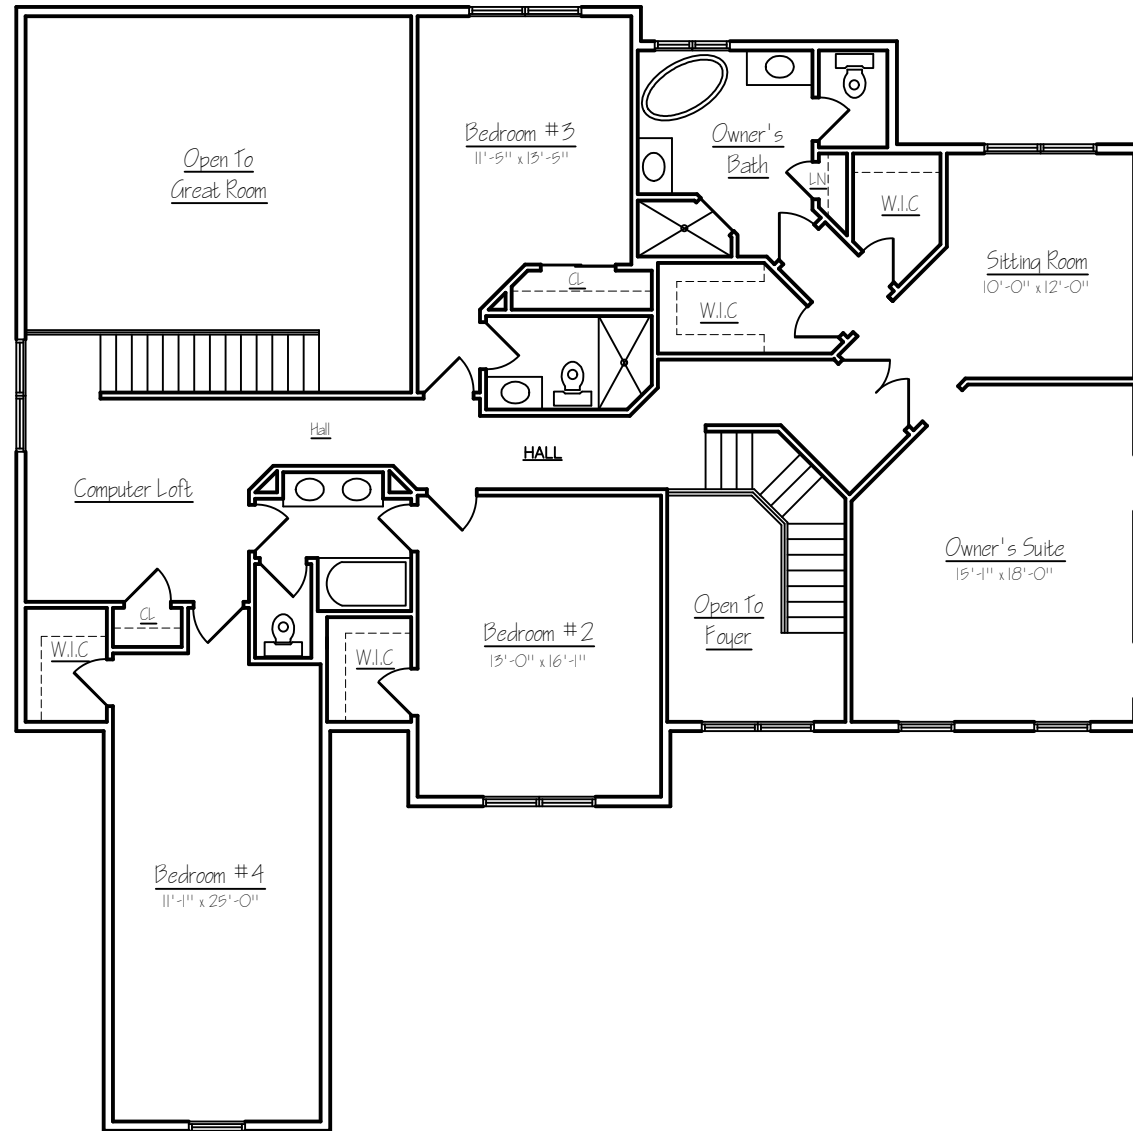 Bedroom #3
11'-5" x 13'-5"
Owner's
Bath
Open To
Great Room
LN
W.I.C
Sitting Room
10'-0" x 12'-0"
CL
W.I.C
Hall
HALL
Computer Loft
Owner's Suite
15'-1" x 18'-0"
Open To
Foyer
CL
Bedroom #2
13'-0" x 16'-1"
W.I.C
W.I.C
Bedroom #4
11'-1" x 25'-0"